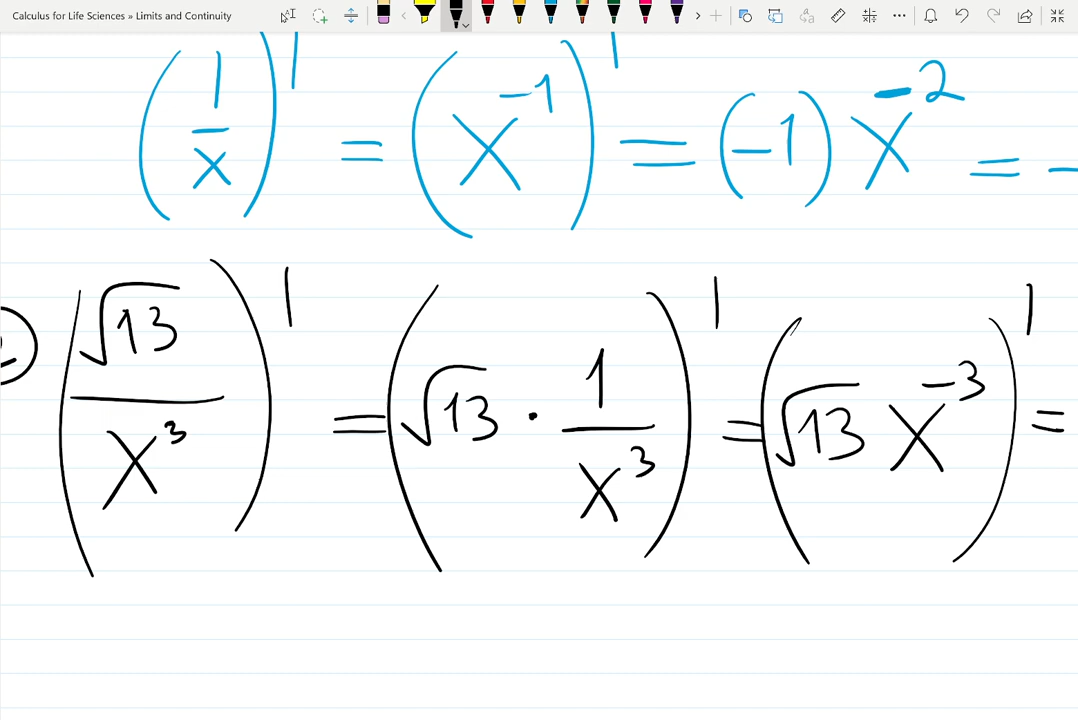 Calculus for Life Sciences » Limits and Continuity
(1/x)' = (x^-1)' = (-1) x^-2 = -
(√13/x^3)' = (√13 · 1/x^3)' = (√13 x^-3)' =